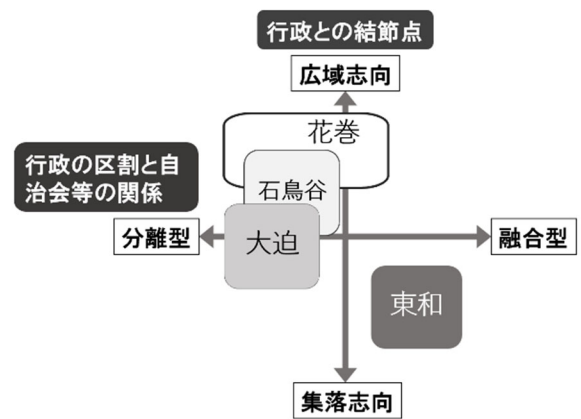 行政との結節点
広域志向
花巻
行政の区割と自
治会等の関係
石鳥谷
分離型
大迫
融合型
東和
集落志向